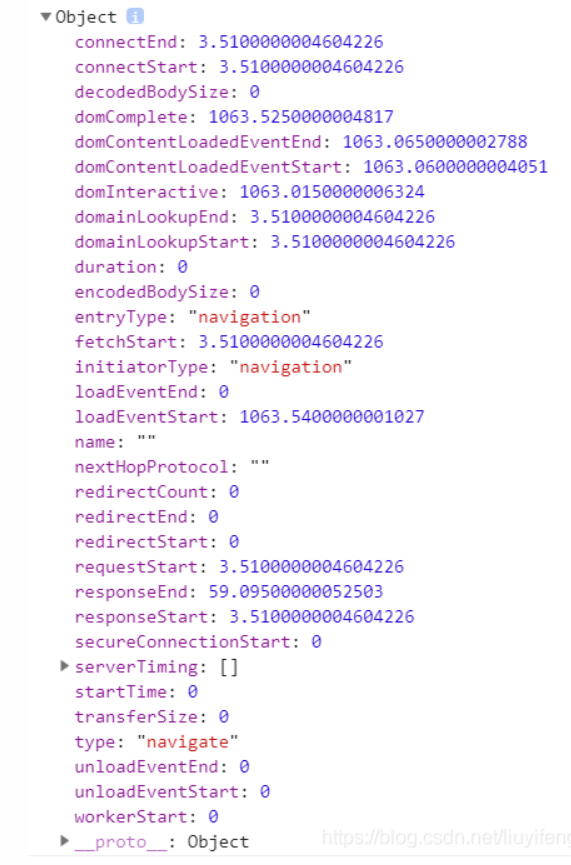 ▼Object i
connectEnd: 3.5100000004604226
connectStart: 3.5100000004604226
decodedBodySize: 0
domComplete: 1063.5250000004817
domContentLoadedEventEnd: 1063.0650000002788
domContentLoadedEventStart: 1063.0600000004051
domInteractive: 1063.0150000006324
domainLookupEnd: 3.5100000004604226
domainLookupStart: 3.5100000004604226
duration: 0
encodedBodySize: 0
entryType: "navigation"
fetchStart: 3.5100000004604226
initiatorType: "navigation"
loadEventEnd: 0
loadEventStart: 1063.5400000001027
name: ""
nextHopProtocol: ""
redirectCount: 0
redirectEnd: 0
redirectStart: 0
requestStart: 3.5100000004604226
responseEnd: 59.09500000052503
responseStart: 3.5100000004604226
secureConnectionStart: 0
▶serverTiming: []
startTime: 0
transferSize: 0
type: "navigate"
unloadEventEnd: 0
unloadEventStart: 0
workerStart: 0
▶__proto__: Object
https://blog.csdn.net/liuyifeng